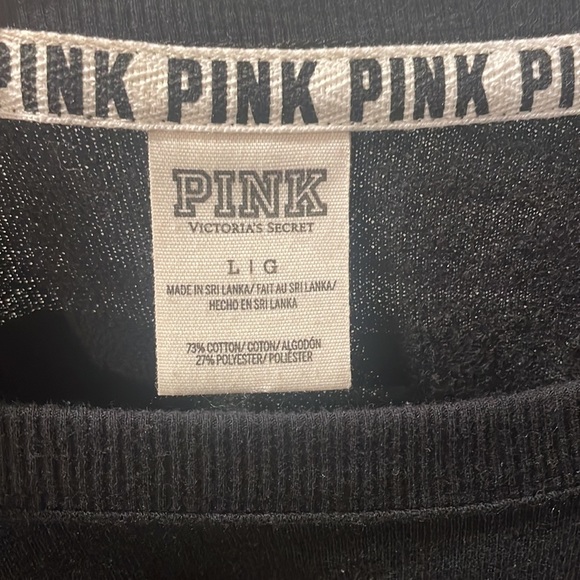 PINK PINK PINK PI
PINK
VICTORIA'S SECRET
L | G
MADE IN SRI LANKA/ FAIT AU SRI LANKA/
HECHO EN SRI LANKA
73% COTTON/ COTON/ ALGODÓN
27% POLYESTER/ POLIÉSTER